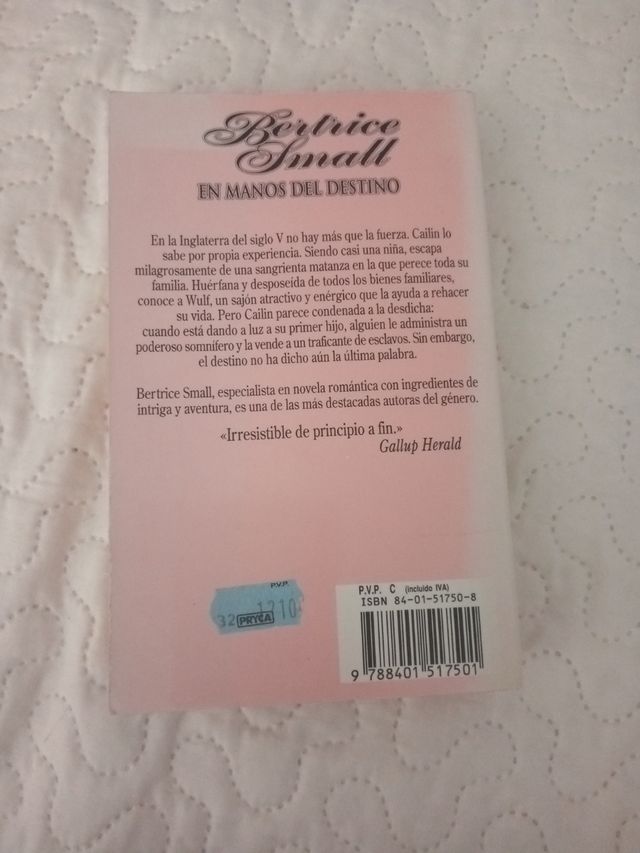 Bertrice
Small
EN MANOS DEL DESTINO
En la Inglaterra del siglo V no hay más que la fuerza. Cailin lo
sabe por propia experiencia. Siendo casi una niña, escapa
milagrosamente de una sangrienta matanza en la que perece toda su
familia. Huérfana y desposeída de todos los bienes familiares,
conoce a Wulf, un sajón atractivo y enérgico que la ayuda a rehacer
su vida. Pero Cailin parece condenada a la desdicha:
cuando está dando a luz a su primer hijo, alguien le administra un
poderoso somnífero y la vende a un traficante de esclavos. Sin embargo,
el destino no ha dicho aún la última palabra.
Bertrice Small, especialista en novela romántica con ingredientes de
intriga y aventura, es una de las más destacadas autoras del género.
«Irresistible de principio a fin.»
Gallup Herald
P.V.P.
32 PRYCA
P.V.P. C (incluido IVA)
ISBN 84-01-51750-8
9 788401 517501